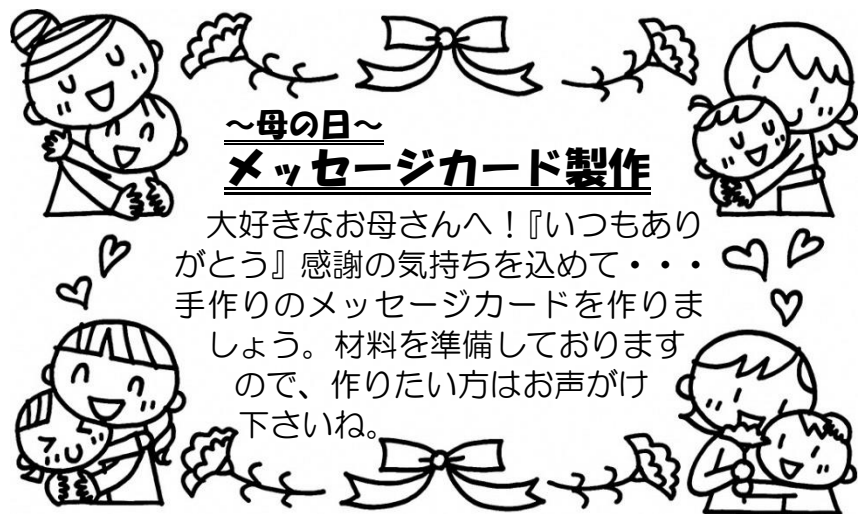 ～母の日～
メッセージカード製作
大好きなお母さんへ！『いつもあり
がとう』感謝の気持ちを込めて・・・
手作りのメッセージカードを作りま
しょう。材料を準備しております
ので、作りたい方はお声がけ
下さいね。